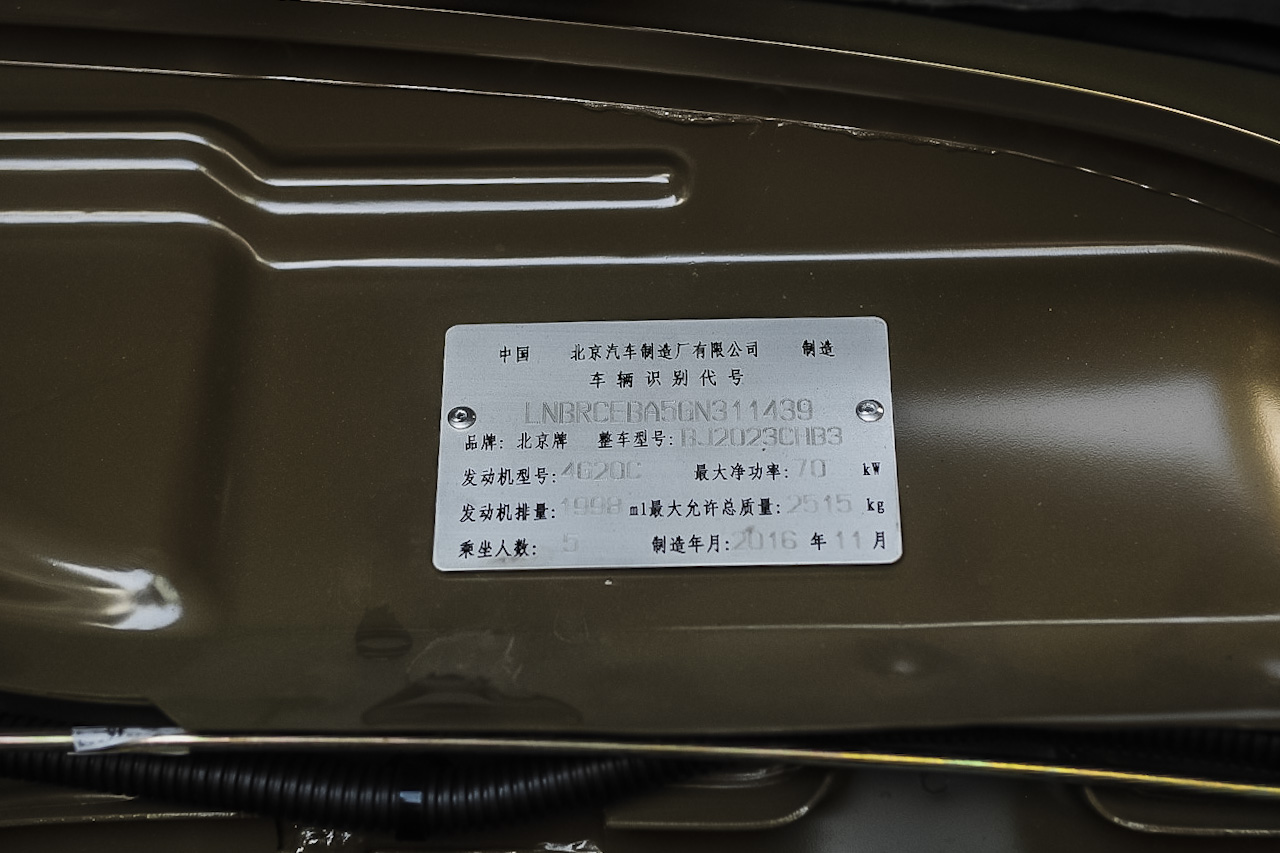 中国 北京汽车制造厂有限公司 制造
车辆识别代号
LNBRCFBA5GN311439
品牌: 北京牌 整车型号: BJ2023CHB3
发动机型号: 4G20C 最大净功率: 70 kW
发动机排量: 1998 ml最大允许总质量: 2515 kg
乘坐人数: 5 制造年月: 2016 年 11 月